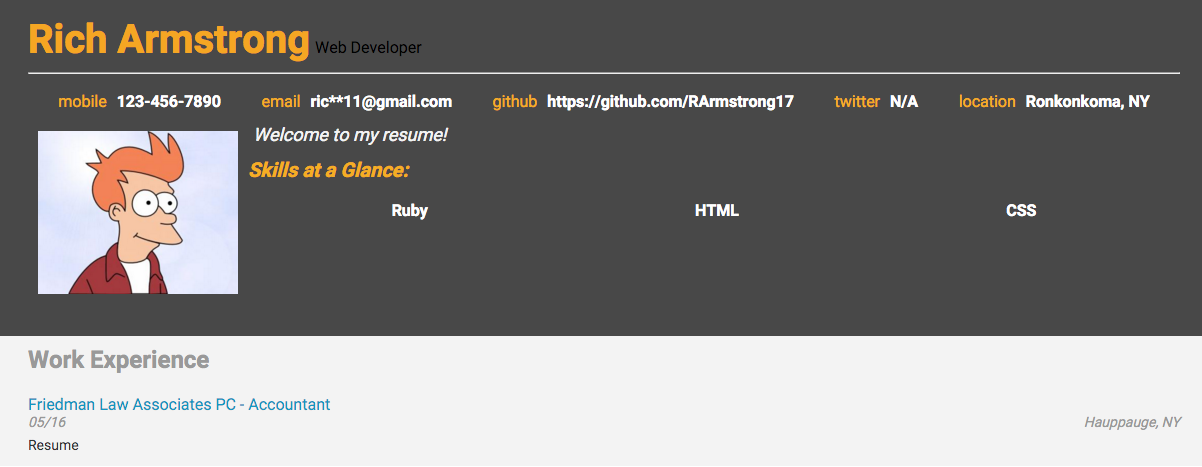 Rich Armstrong Web Developer
mobile 123-456-7890 email ric**11@gmail.com github https://github.com/RArmstrong17 twitter N/A location Ronkonkoma, NY
Welcome to my resume!
Skills at a Glance:
Ruby HTML CSS
Work Experience
Friedman Law Associates PC - Accountant
05/16 Hauppauge, NY
Resume